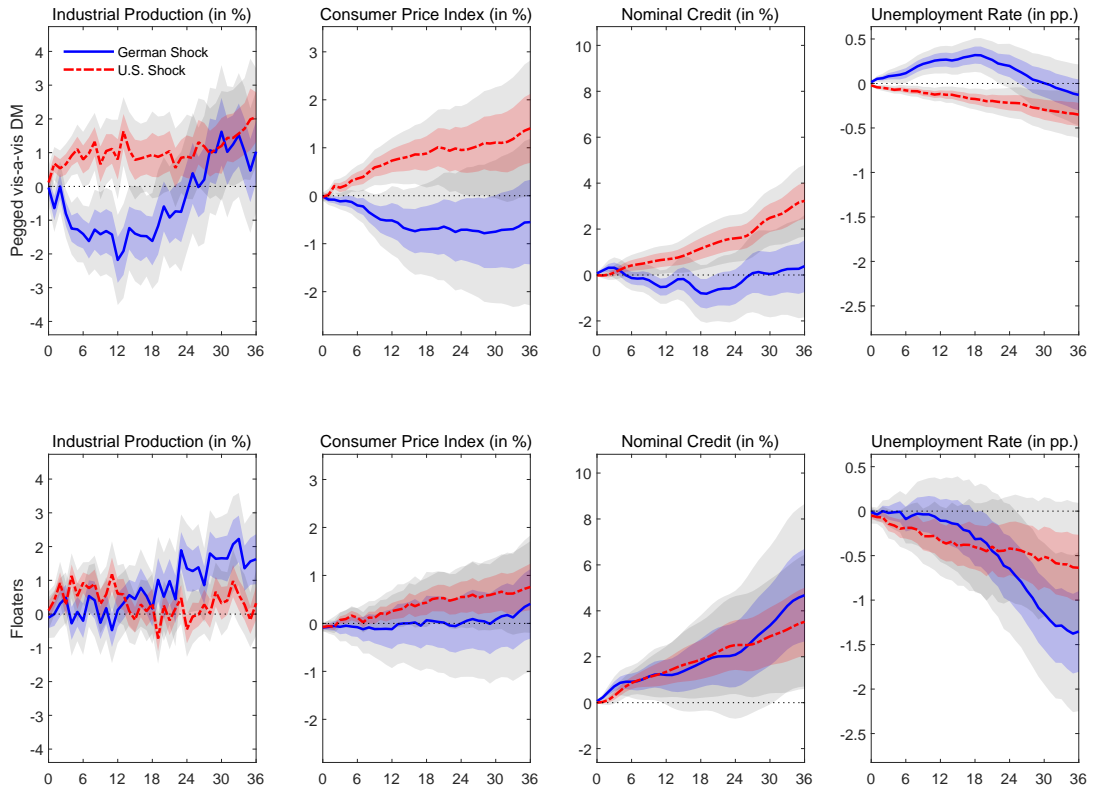 Industrial Production (in %)
Consumer Price Index (in %)
Nominal Credit (in %)
Unemployment Rate (in pp.)
Pegged vis-a-vis DM
German Shock
U.S. Shock
4
3
2
1
0
-1
-2
-3
-4
0 6 12 18 24 30 36
3
2
1
0
-1
-2
0 6 12 18 24 30 36
10
8
6
4
2
0
-2
0 6 12 18 24 30 36
0.5
0
-0.5
-1
-1.5
-2
-2.5
0 6 12 18 24 30 36
Industrial Production (in %)
Consumer Price Index (in %)
Nominal Credit (in %)
Unemployment Rate (in pp.)
Floaters
4
3
2
1
0
-1
-2
-3
-4
0 6 12 18 24 30 36
3
2
1
0
-1
-2
0 6 12 18 24 30 36
10
8
6
4
2
0
-2
0 6 12 18 24 30 36
0.5
0
-0.5
-1
-1.5
-2
-2.5
0 6 12 18 24 30 36